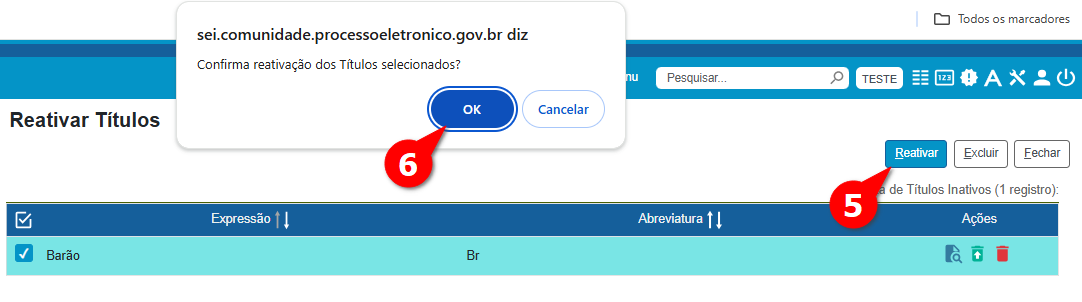 Todos os marcadores
sei.comunidade.processoeletronico.gov.br diz
Confirma reativação dos Títulos selecionados?
OK
Cancelar
6
nu
Pesquisar...
TESTE
123
A
Reativar Títulos
Reativar
Excluir
Fechar
5
a de Títulos Inativos (1 registro):
Expressão
Abreviatura
Ações
Barão
Br